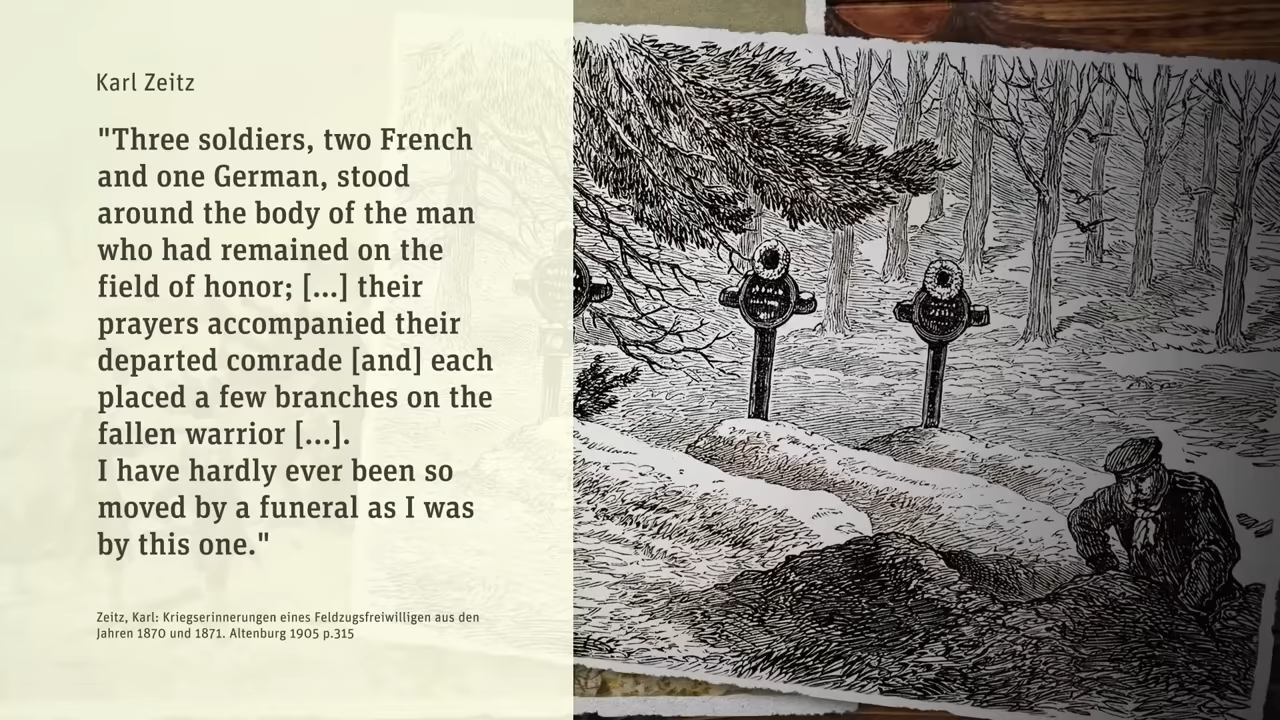 Karl Zeitz
"Three soldiers, two French
and one German, stood
around the body of the man
who had remained on the
field of honor; [...] their
prayers accompanied their
departed comrade [and] each
placed a few branches on the
fallen warrior [...].
I have hardly ever been so
moved by a funeral as I was
by this one."
Zeitz, Karl: Kriegserinnerungen eines Feldzugsfreiwilligen aus den
Jahren 1870 und 1871. Altenburg 1905 p.315